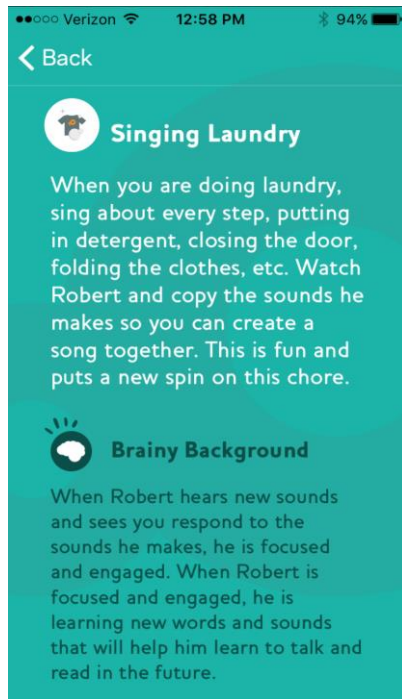 Verizon 12:58 PM 94%
Back
Singing Laundry
When you are doing laundry,
sing about every step, putting
in detergent, closing the door,
folding the clothes, etc. Watch
Robert and copy the sounds he
makes so you can create a
song together. This is fun and
puts a new spin on this chore.
Brainy Background
When Robert hears new sounds
and sees you respond to the
sounds he makes, he is focused
and engaged. When Robert is
focused and engaged, he is
learning new words and sounds
that will help him learn to talk and
read in the future.